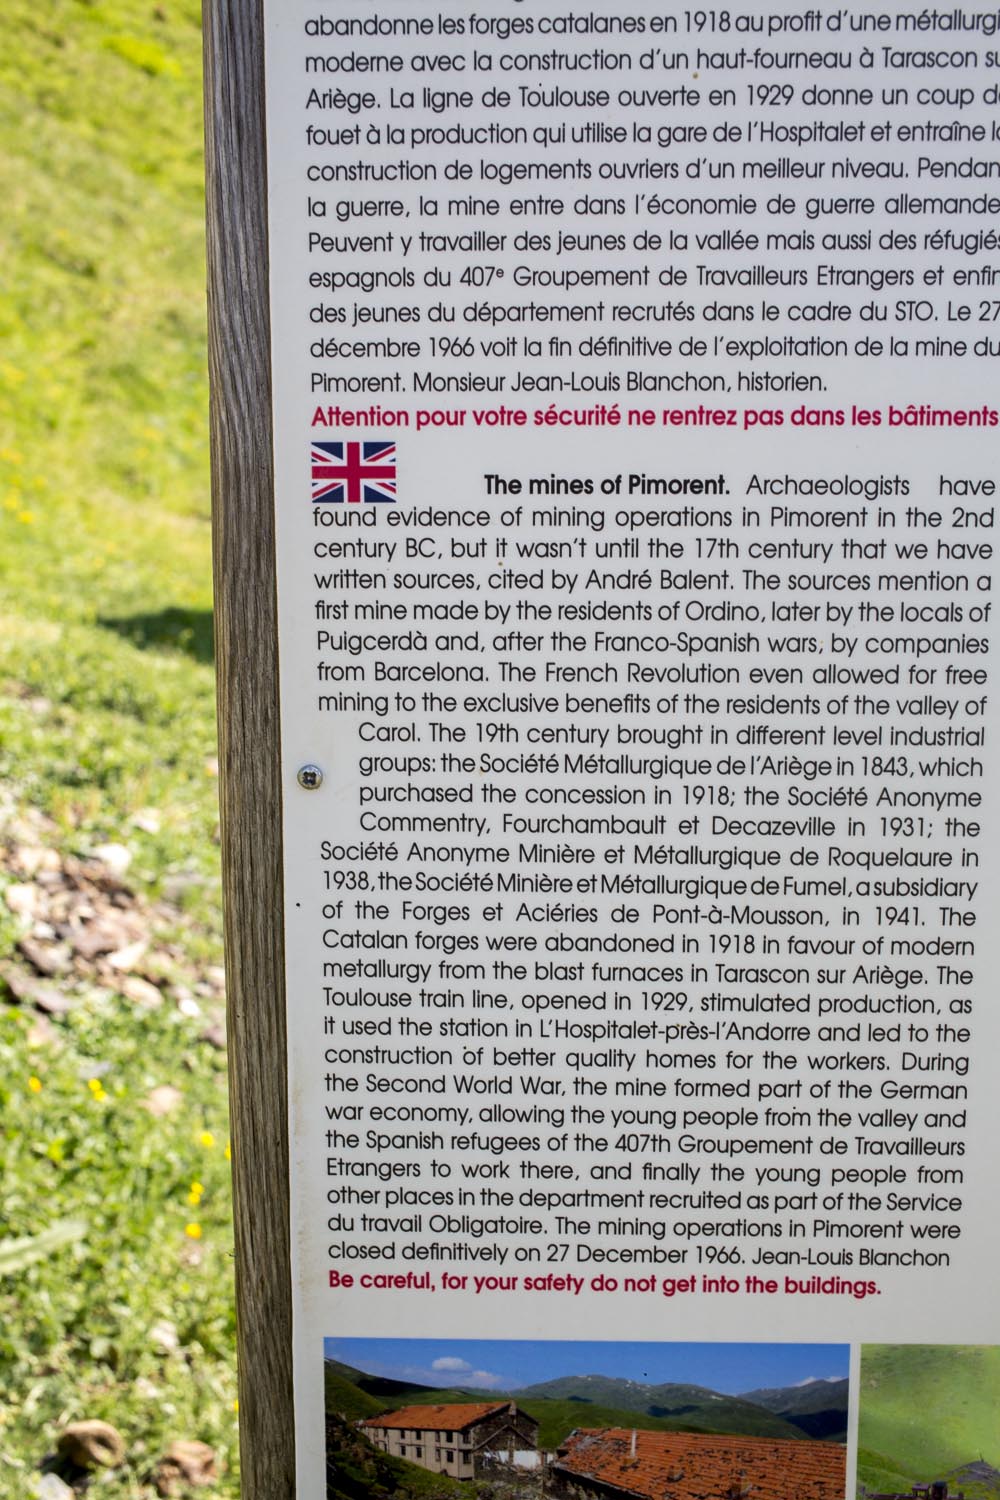 abandonne les forges catalanes en 1918 au profit d'une métallurgi
moderne avec la construction d'un haut-fourneau à Tarascon su
Ariège. La ligne de Toulouse ouverte en 1929 donne un coup de
fouet à la production qui utilise la gare de l'Hospitalet et entraîne la
construction de logements ouvriers d'un meilleur niveau. Pendan
la guerre, la mine entre dans l'économie de guerre allemande
Peuvent y travailler des jeunes de la vallée mais aussi des réfugiés
espagnols du 407e Groupement de Travailleurs Etrangers et enfin
des jeunes du département recrutés dans le cadre du STO. Le 27
décembre 1966 voit la fin définitive de l'exploitation de la mine du
Pimorent. Monsieur Jean-Louis Blanchon, historien.
Attention pour votre sécurité ne rentrez pas dans les bâtiments
The mines of Pimorent. Archaeologists have
found evidence of mining operations in Pimorent in the 2nd
century BC, but it wasn't until the 17th century that we have
written sources, cited by André Balent. The sources mention a
first mine made by the residents of Ordino, later by the locals of
Puigcerdà and, after the Franco-Spanish wars, by companies
from Barcelona. The French Revolution even allowed for free
mining to the exclusive benefits of the residents of the valley of
Carol. The 19th century brought in different level industrial
groups: the Société Métallurgique de l'Ariège in 1843, which
purchased the concession in 1918; the Société Anonyme
Commentry, Fourchambault et Decazeville in 1931; the
Société Anonyme Minière et Métallurgique de Roquelaure in
1938, the Société Minière et Métallurgique de Fumel, a subsidiary
of the Forges et Aciéries de Pont-à-Mousson, in 1941. The
Catalan forges were abandoned in 1918 in favour of modern
metallurgy from the blast furnaces in Tarascon sur Ariège. The
Toulouse train line, opened in 1929, stimulated production, as
it used the station in L'Hospitalet-près-l'Andorre and led to the
construction of better quality homes for the workers. During
the Second World War, the mine formed part of the German
war economy, allowing the young people from the valley and
the Spanish refugees of the 407th Groupement de Travailleurs
Etrangers to work there, and finally the young people from
other places in the department recruited as part of the Service
du travail Obligatoire. The mining operations in Pimorent were
closed definitively on 27 December 1966. Jean-Louis Blanchon
Be careful, for your safety do not get into the buildings.